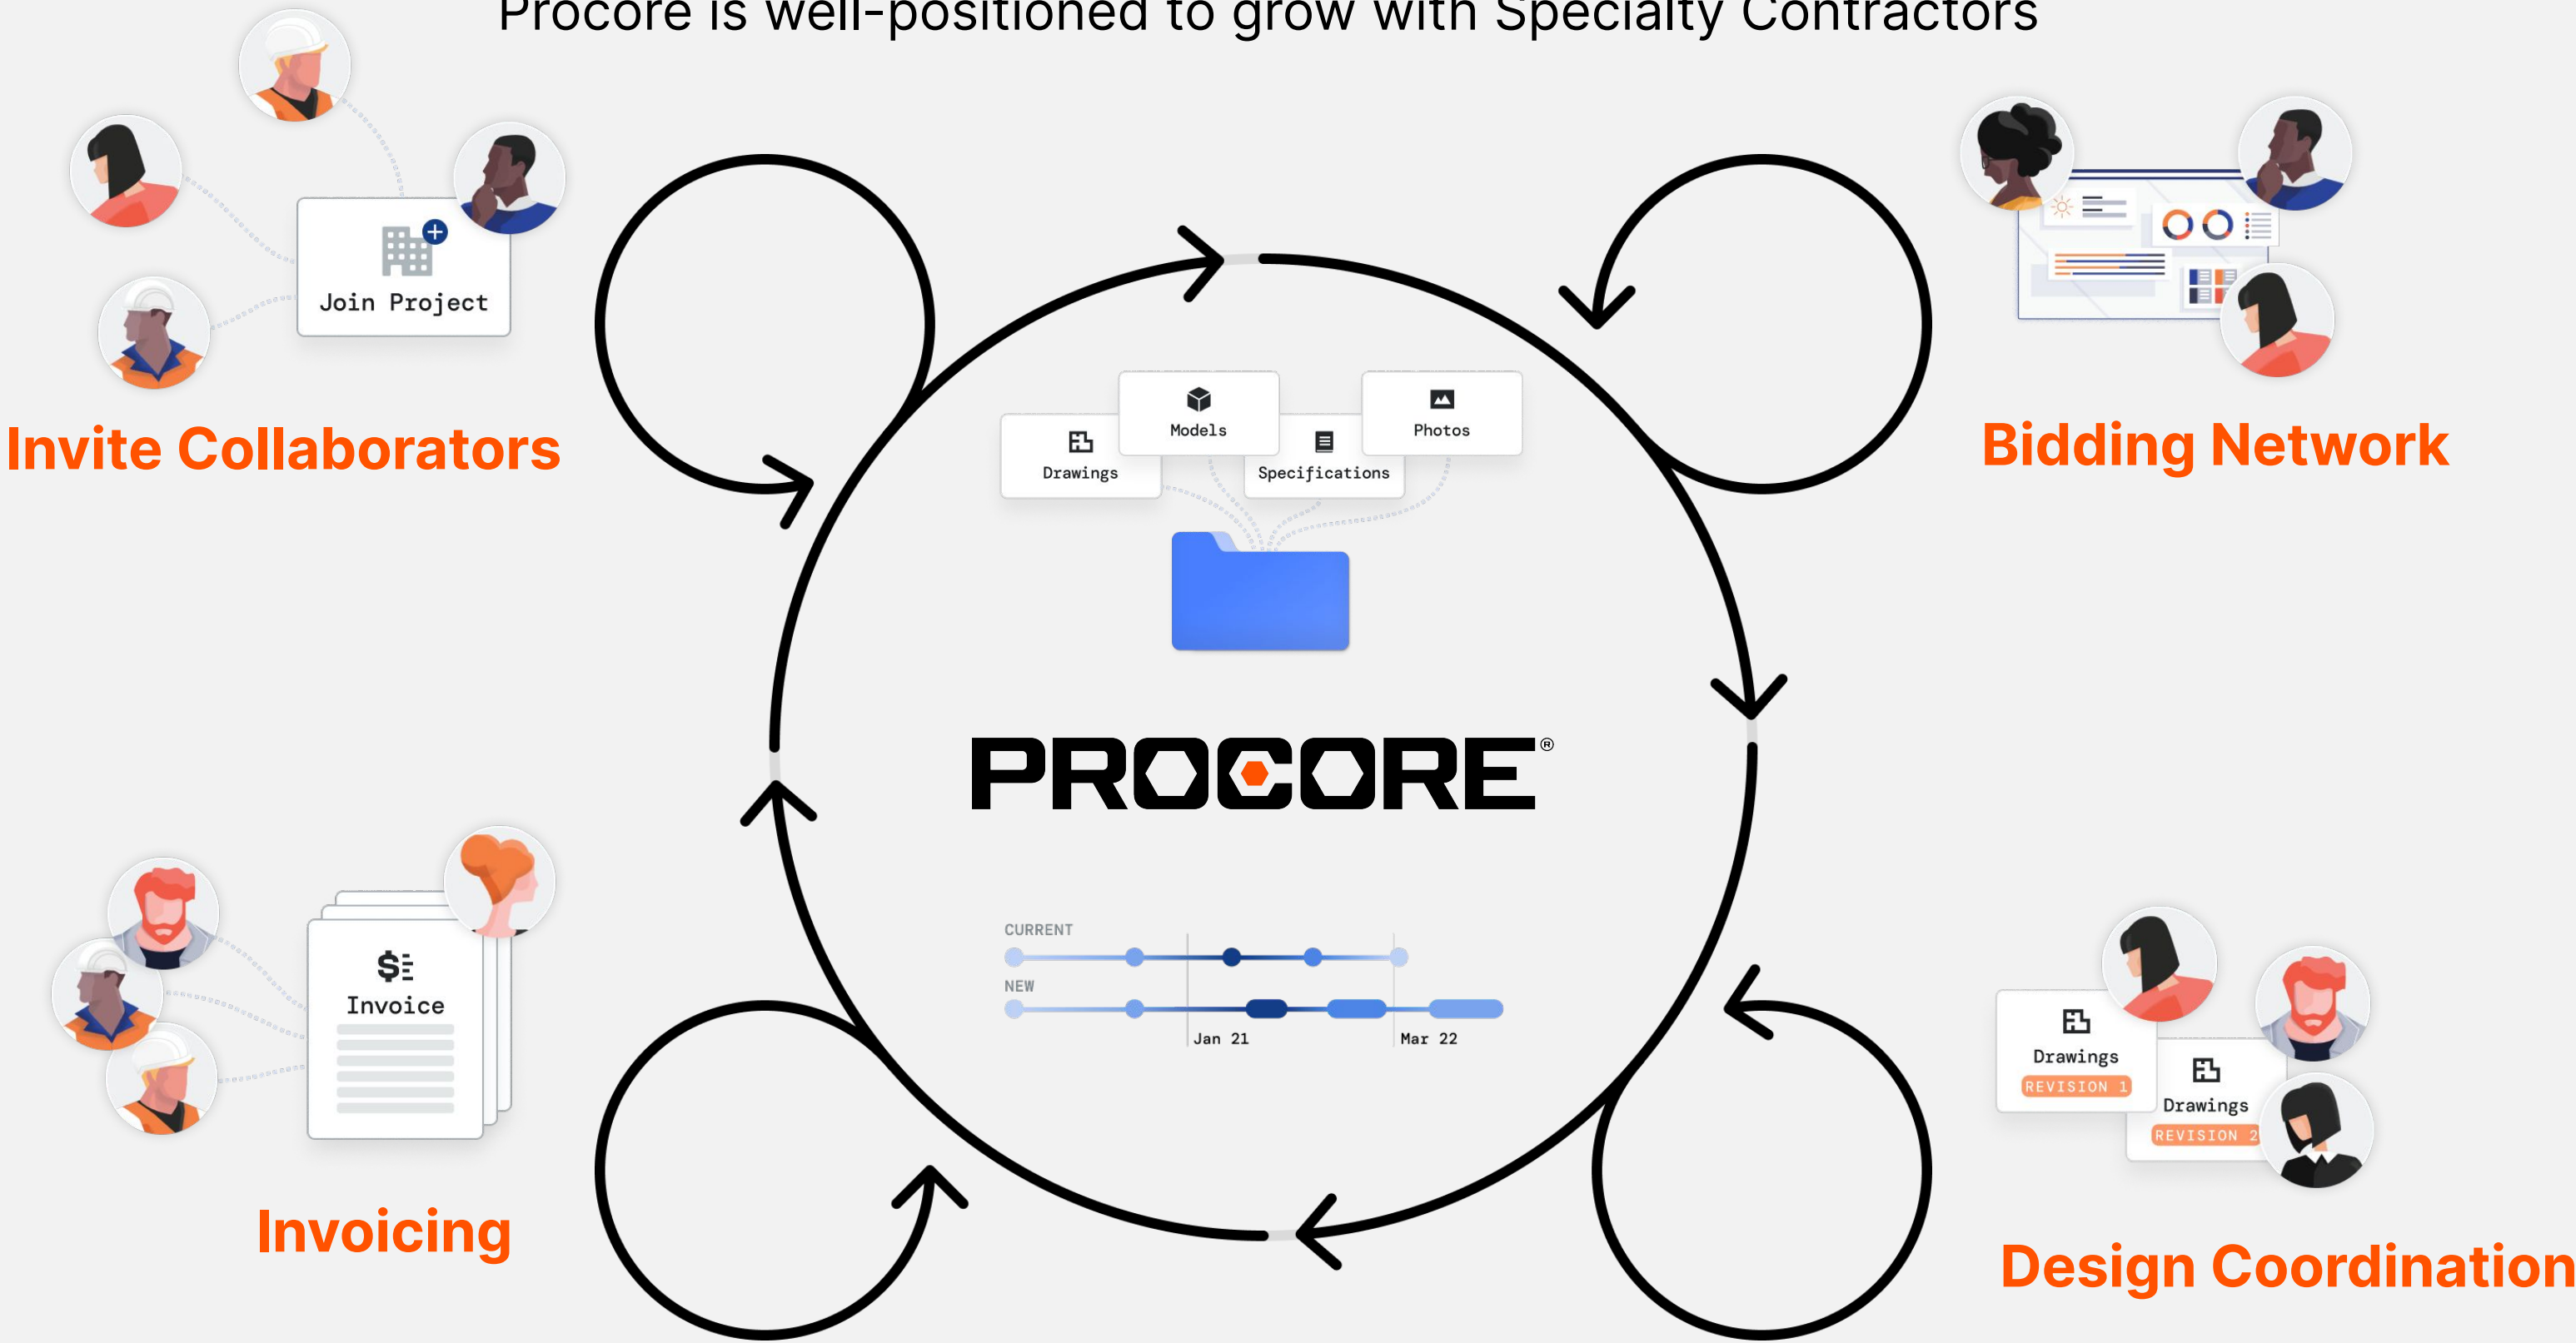 Procore is well-positioned to grow with Specialty Contractors
Join Project
Invite Collaborators
Bidding Network
Models
Photos
Drawings
Specifications
PROCORE®
CURRENT
NEW
Jan 21
Mar 22
$
Invoice
Invoicing
Drawings
REVISION 1
Drawings
REVISION 2
Design Coordination